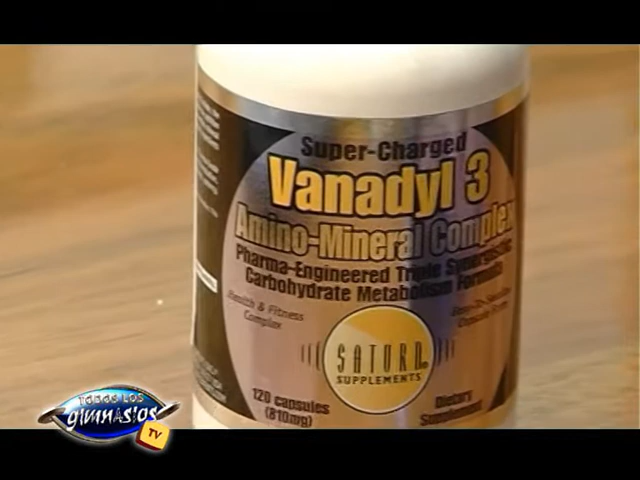 Super-Charged
Vanadyl 3
Amino-Mineral Complex
Pharma-Engineered Triple Synergistic
Carbohydrate Metabolism Formula
Health & Fitness
Complex
SATURN
SUPPLEMENTS
120 capsules
(810mg)
Dietary
Supplement
TODOS LOS
gimnasios
TV